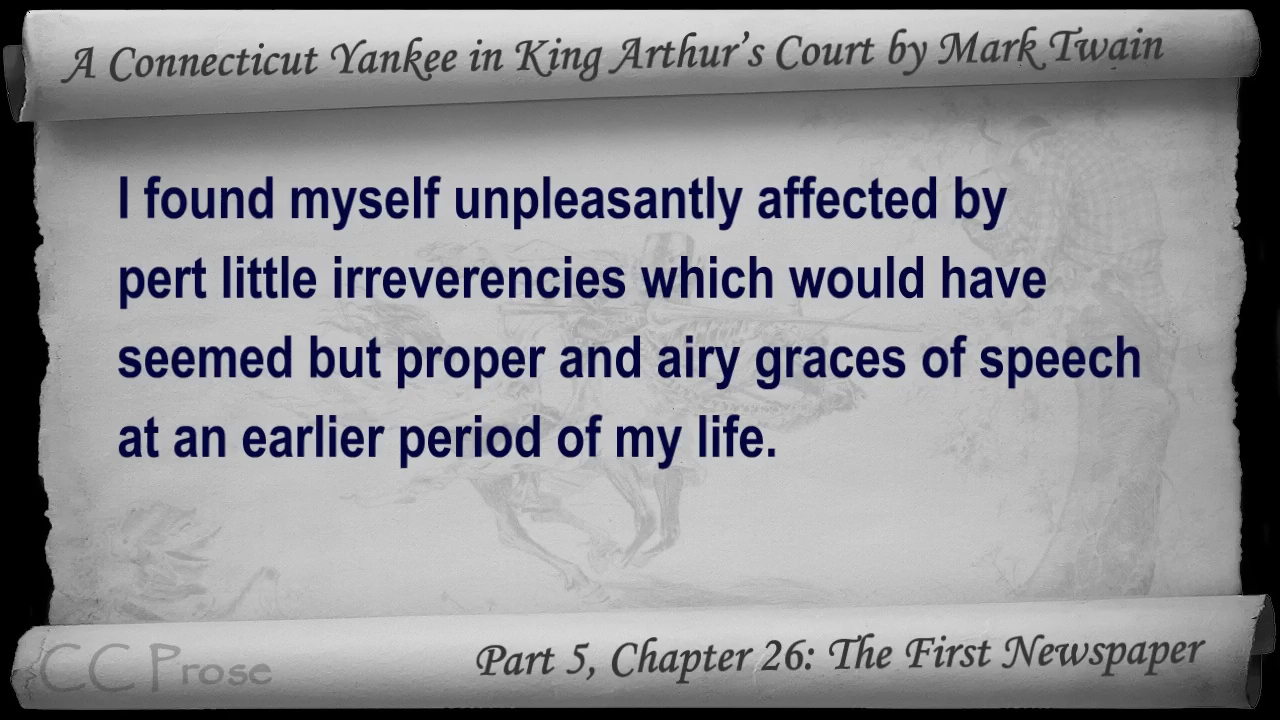 A Connecticut Yankee in King Arthur's Court by Mark Twain
I found myself unpleasantly affected by
pert little irreverencies which would have
seemed but proper and airy graces of speech
at an earlier period of my life.
CC Prose
Part 5, Chapter 26: The First Newspaper